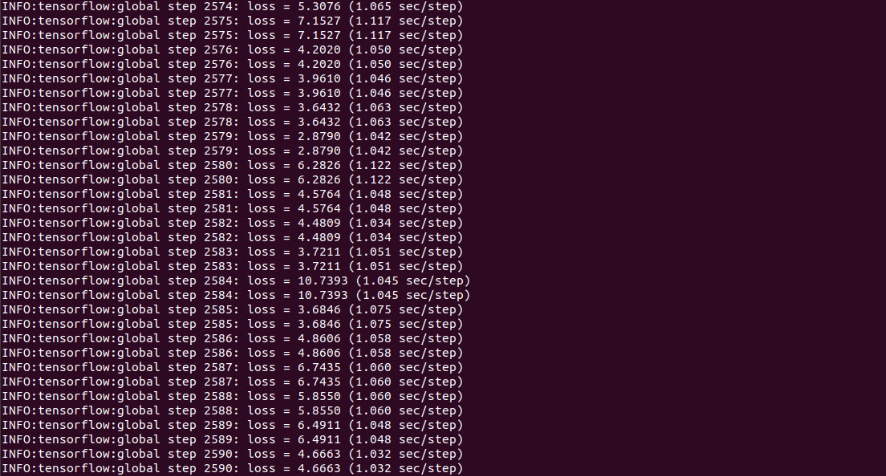 INFO:tensorflow:global step 2574: loss = 5.3076 (1.065 sec/step)
INFO:tensorflow:global step 2575: loss = 7.1527 (1.117 sec/step)
INFO:tensorflow:global step 2575: loss = 7.1527 (1.117 sec/step)
INFO:tensorflow:global step 2576: loss = 4.2020 (1.050 sec/step)
INFO:tensorflow:global step 2576: loss = 4.2020 (1.050 sec/step)
INFO:tensorflow:global step 2577: loss = 3.9610 (1.046 sec/step)
INFO:tensorflow:global step 2577: loss = 3.9610 (1.046 sec/step)
INFO:tensorflow:global step 2578: loss = 3.6432 (1.063 sec/step)
INFO:tensorflow:global step 2578: loss = 3.6432 (1.063 sec/step)
INFO:tensorflow:global step 2579: loss = 2.8790 (1.042 sec/step)
INFO:tensorflow:global step 2579: loss = 2.8790 (1.042 sec/step)
INFO:tensorflow:global step 2580: loss = 6.2826 (1.122 sec/step)
INFO:tensorflow:global step 2580: loss = 6.2826 (1.122 sec/step)
INFO:tensorflow:global step 2581: loss = 4.5764 (1.048 sec/step)
INFO:tensorflow:global step 2581: loss = 4.5764 (1.048 sec/step)
INFO:tensorflow:global step 2582: loss = 4.4809 (1.034 sec/step)
INFO:tensorflow:global step 2582: loss = 4.4809 (1.034 sec/step)
INFO:tensorflow:global step 2583: loss = 3.7211 (1.051 sec/step)
INFO:tensorflow:global step 2583: loss = 3.7211 (1.051 sec/step)
INFO:tensorflow:global step 2584: loss = 10.7393 (1.045 sec/step)
INFO:tensorflow:global step 2584: loss = 10.7393 (1.045 sec/step)
INFO:tensorflow:global step 2585: loss = 3.6846 (1.075 sec/step)
INFO:tensorflow:global step 2585: loss = 3.6846 (1.075 sec/step)
INFO:tensorflow:global step 2586: loss = 4.8606 (1.058 sec/step)
INFO:tensorflow:global step 2586: loss = 4.8606 (1.058 sec/step)
INFO:tensorflow:global step 2587: loss = 6.7435 (1.060 sec/step)
INFO:tensorflow:global step 2587: loss = 6.7435 (1.060 sec/step)
INFO:tensorflow:global step 2588: loss = 5.8550 (1.060 sec/step)
INFO:tensorflow:global step 2588: loss = 5.8550 (1.060 sec/step)
INFO:tensorflow:global step 2589: loss = 6.4911 (1.048 sec/step)
INFO:tensorflow:global step 2589: loss = 6.4911 (1.048 sec/step)
INFO:tensorflow:global step 2590: loss = 4.6663 (1.032 sec/step)
INFO:tensorflow:global step 2590: loss = 4.6663 (1.032 sec/step)